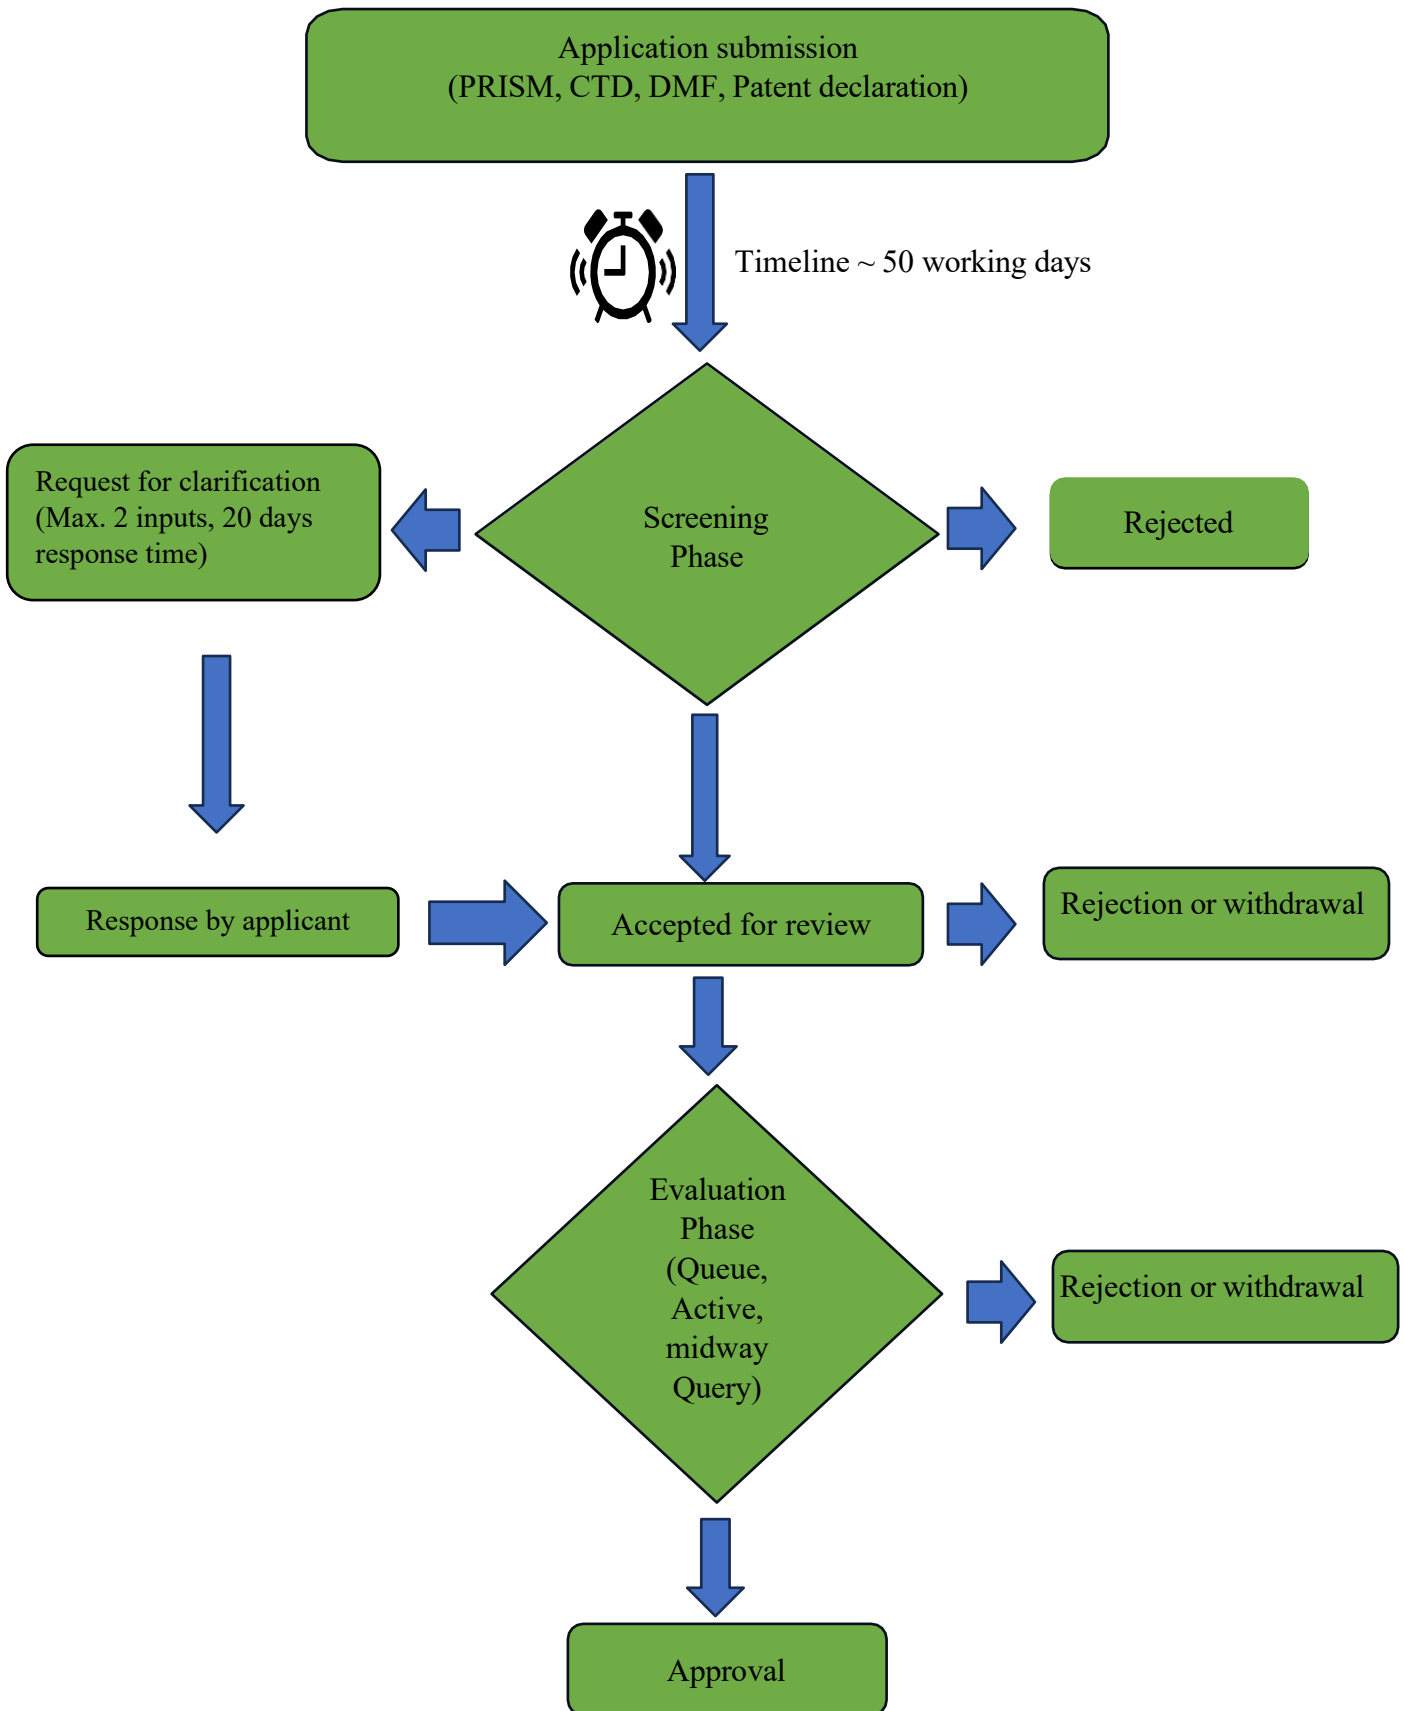 Application submission
(PRISM, CTD, DMF, Patent declaration)
Timeline ~ 50 working days
Request for clarification
(Max. 2 inputs, 20 days
response time)
Screening
Phase
Rejected
Response by applicant
Accepted for review
Rejection or withdrawal
Evaluation
Phase
(Queue,
Active,
midway
Query)
Rejection or withdrawal
Approval